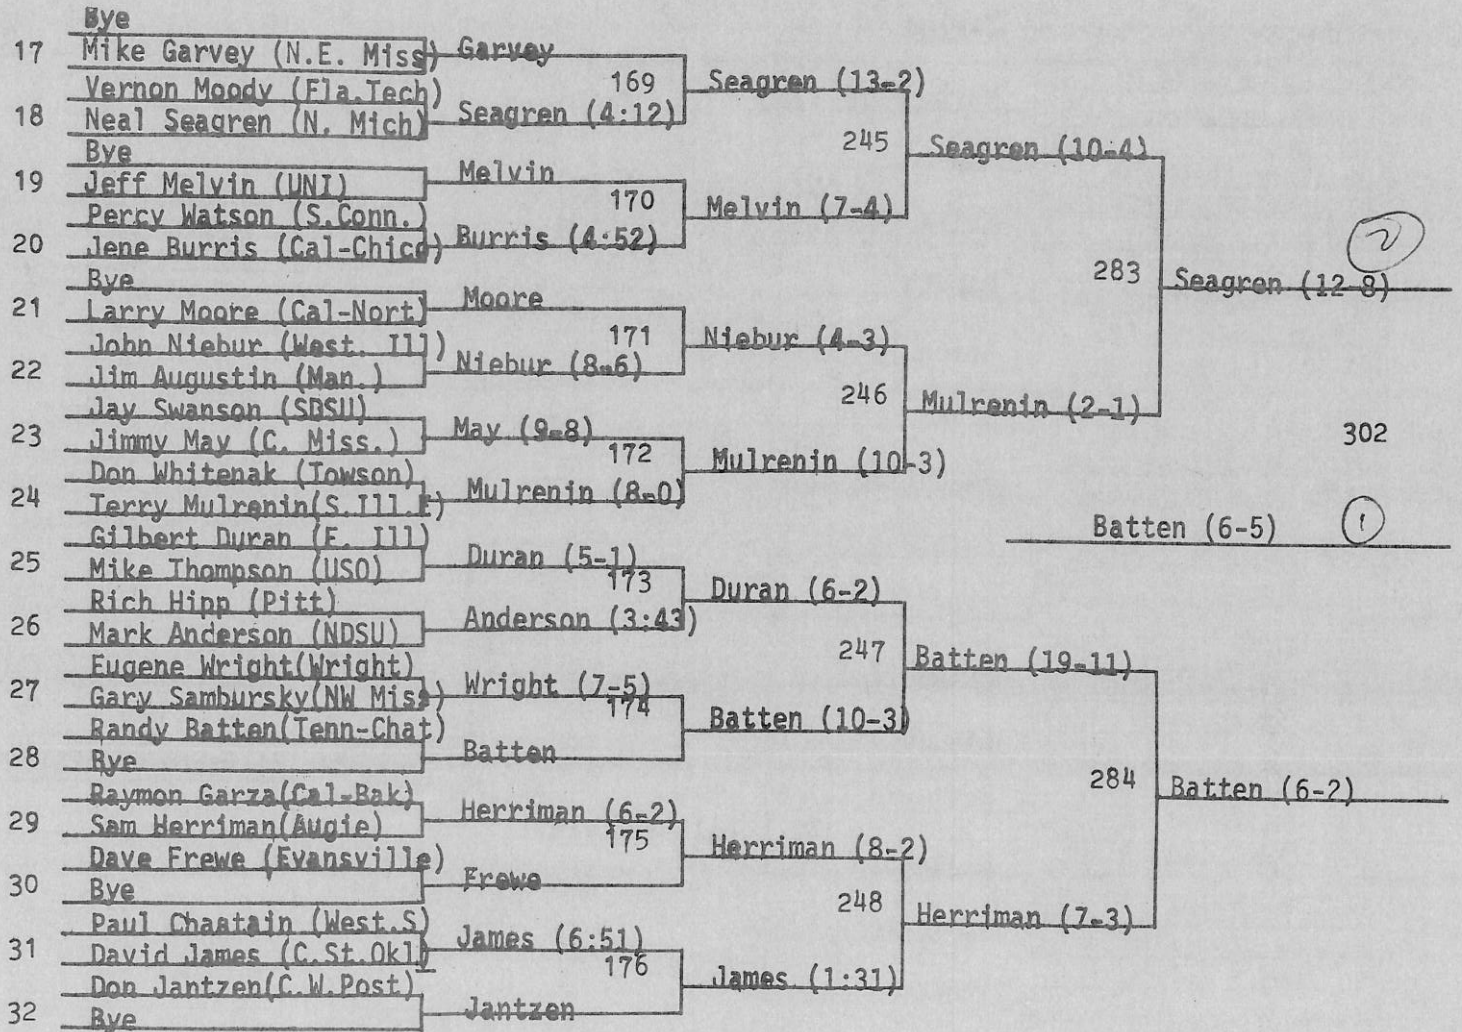 Bye
17 Mike Garvey (N.E. Miss) Garvey
169 Seagren (13-2)
Vernon Moody (Fla.Tech)
18 Neal Seagren (N. Mich) Seagren (4:12)
245 Seagren (10-4)
Bye
19 Jeff Melvin (UNI) Melvin
170 Melvin (7-4)
Percy Watson (S.Conn.)
20 Jene Burris (Cal-Chico) Burris (4:52)
2
283 Seagren (12-8)
Bye
21 Larry Moore (Cal-Nort) Moore
171 Niebur (4-3)
John Niebur (West. Ill)
22 Jim Augustin (Man.) Niebur (8-6)
246 Mulrenin (2-1)
Jay Swanson (SDSU)
23 Jimmy May (C. Miss.) May (9-8)
302
172 Mulrenin (10-3)
Don Whitenak (Towson)
24 Terry Mulrenin(S.Ill.E) Mulrenin (8-0)
Batten (6-5) 1
Gilbert Duran (E. Ill)
25 Mike Thompson (USO) Duran (5-1)
173 Duran (6-2)
Rich Hipp (Pitt)
26 Mark Anderson (NDSU) Anderson (3:43)
247 Batten (19-11)
Eugene Wright(Wright)
27 Gary Sambursky(NW Miss) Wright (7-5)
174 Batten (10-3)
Randy Batten(Tenn-Chat)
28 Bye Batten
284 Batten (6-2)
Raymon Garza(Cal-Bak)
29 Sam Herriman(Augie) Herriman (6-2)
175 Herriman (8-2)
Dave Frewe (Evansville)
30 Bye Frewe
248 Herriman (7-3)
Paul Chastain (West.S)
31 David James (C.St.Okl) James (6:51)
176 James (1:31)
Don Jantzen(C.W.Post)
32 Bye Jantzen